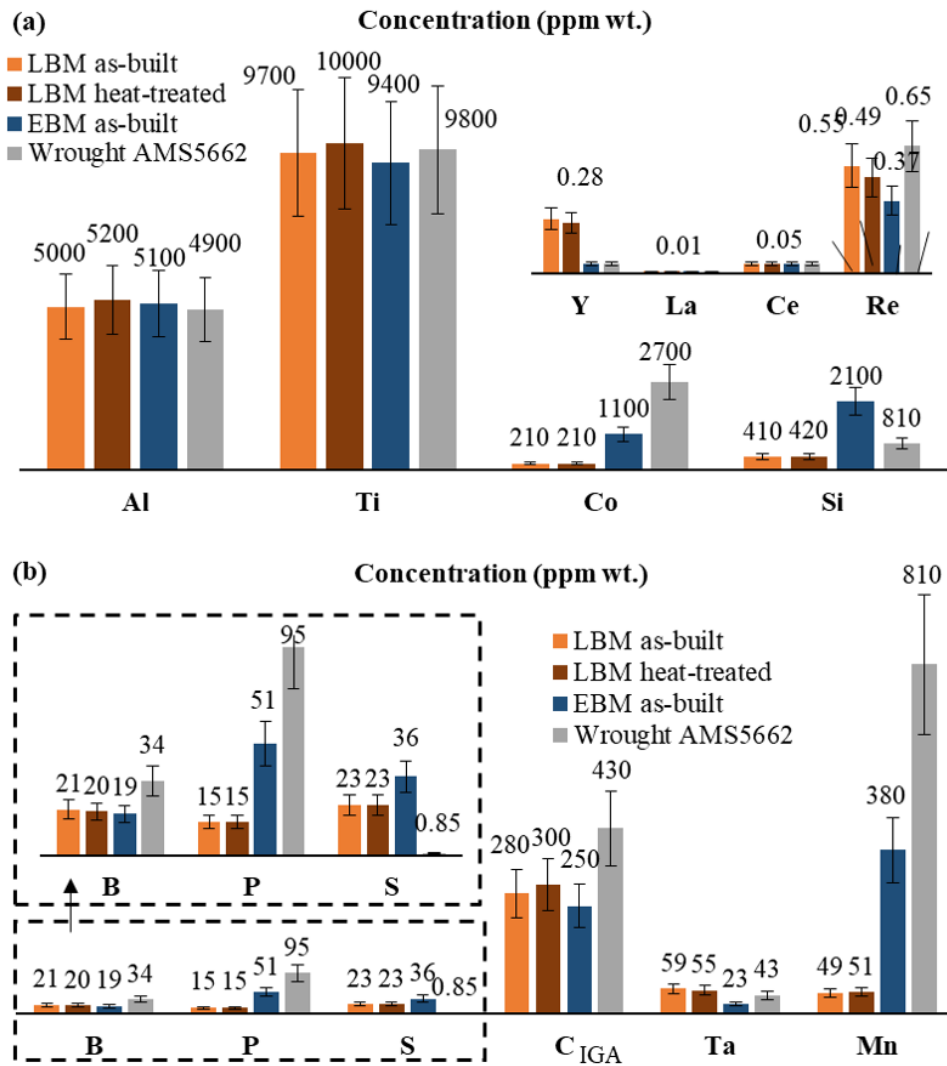 (a)
Concentration (ppm wt.)
LBM as-built
LBM heat-treated
EBM as-built
Wrought AMS5662
9700 10000 9400 9800
5000 5200 5100 4900
0.28 0.01 0.05 0.55 0.49 0.37 0.65
Y La Ce Re
210 210 1100 2700
410 420 2100 810
Al Ti Co Si
(b)
Concentration (ppm wt.)
LBM as-built
LBM heat-treated
EBM as-built
Wrought AMS5662
21 20 19 34
15 15 51 95
23 23 36 0.85
B P S
21 20 19 34
15 15 51 95
23 23 36 0.85
280 300 250 430
59 55 23 43
49 51 380 810
B P S C IGA Ta Mn